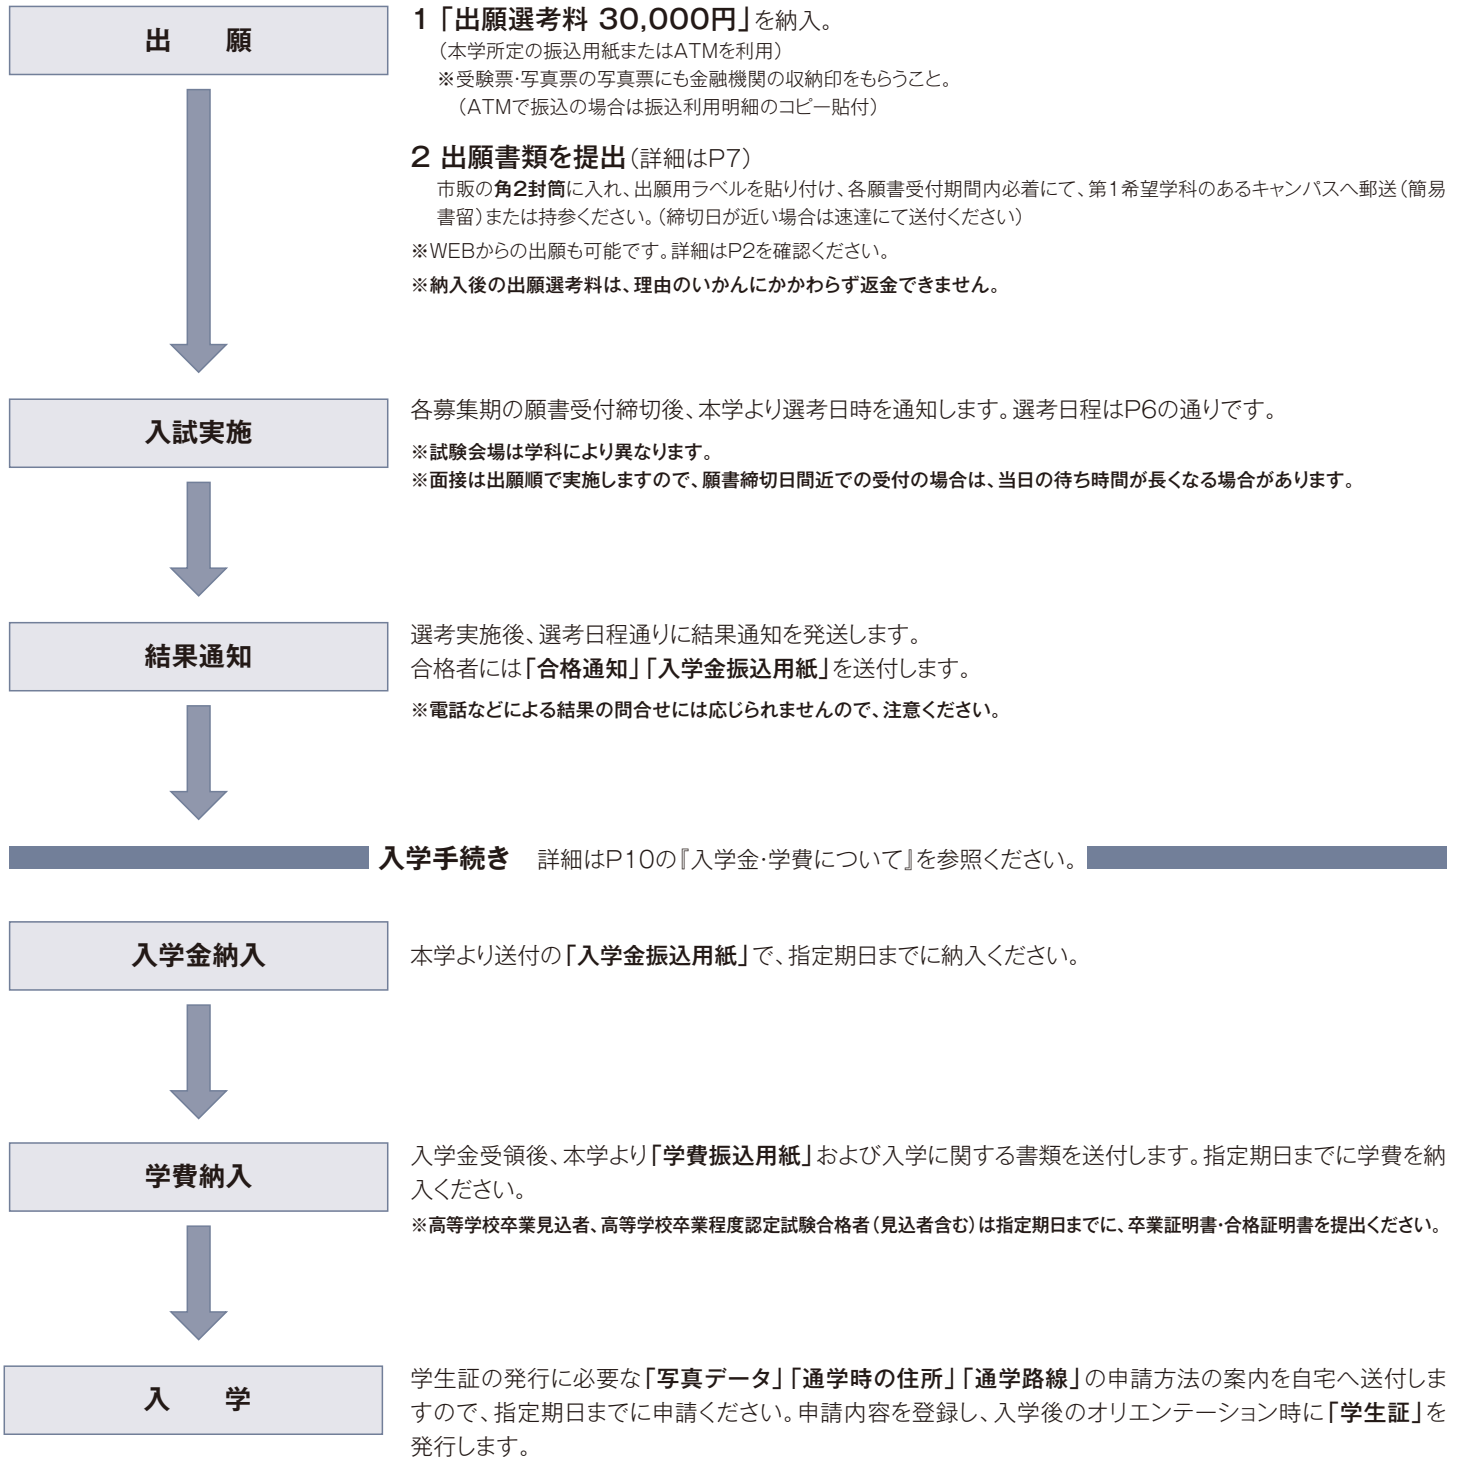 出　願
1「出願選考料 30,000円」を納入。
（本学所定の振込用紙またはATMを利用）
※受験票・写真票の写真票にも金融機関の収納印をもらうこと。
（ATMで振込の場合は振込利用明細のコピー貼付）
2 出願書類を提出（詳細はP7）
市販の角2封筒に入れ、出願用ラベルを貼り付け、各願書受付期間内必着にて、第1希望学科のあるキャンパスへ郵送（簡易
書留）または持参ください。（締切日が近い場合は速達にて送付ください）
※WEBからの出願も可能です。詳細はP2を確認ください。
※納入後の出願選考料は、理由のいかんにかかわらず返金できません。
入試実施
各募集期の願書受付締切後、本学より選考日時を通知します。選考日程はP6の通りです。
※試験会場は学科により異なります。
※面接は出願順で実施しますので、願書締切日間近での受付の場合は、当日の待ち時間が長くなる場合があります。
結果通知
選考実施後、選考日程通りに結果通知を発送します。
合格者には「合格通知」「入学金振込用紙」を送付します。
※電話などによる結果の問合せには応じられませんので、注意ください。
入学手続き　詳細はP10の『入学金・学費について』を参照ください。
入学金納入
本学より送付の「入学金振込用紙」で、指定期日までに納入ください。
学費納入
入学金受領後、本学より「学費振込用紙」および入学に関する書類を送付します。指定期日までに学費を納
入ください。
※高等学校卒業見込者、高等学校卒業程度認定試験合格者（見込者含む）は指定期日までに、卒業証明書・合格証明書を提出ください。
入　学
学生証の発行に必要な「写真データ」「通学時の住所」「通学路線」の申請方法の案内を自宅へ送付しま
すので、指定期日までに申請ください。申請内容を登録し、入学後のオリエンテーション時に「学生証」を
発行します。